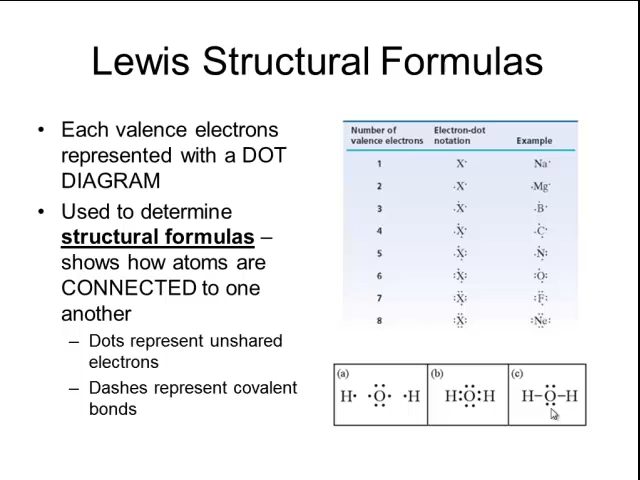 Lewis Structural Formulas
• Each valence electrons
represented with a DOT
DIAGRAM
• Used to determine
structural formulas –
shows how atoms are
CONNECTED to one
another
– Dots represent unshared
electrons
– Dashes represent covalent
bonds
Number of valence electrons Electron-dot notation Example
1 X Na
2 X Mg
3 X B
4 X C
5 X N
6 X O
7 X F
8 X Ne
(a) (b) (c)
H· ·O· ·H H:O:H H–O–H